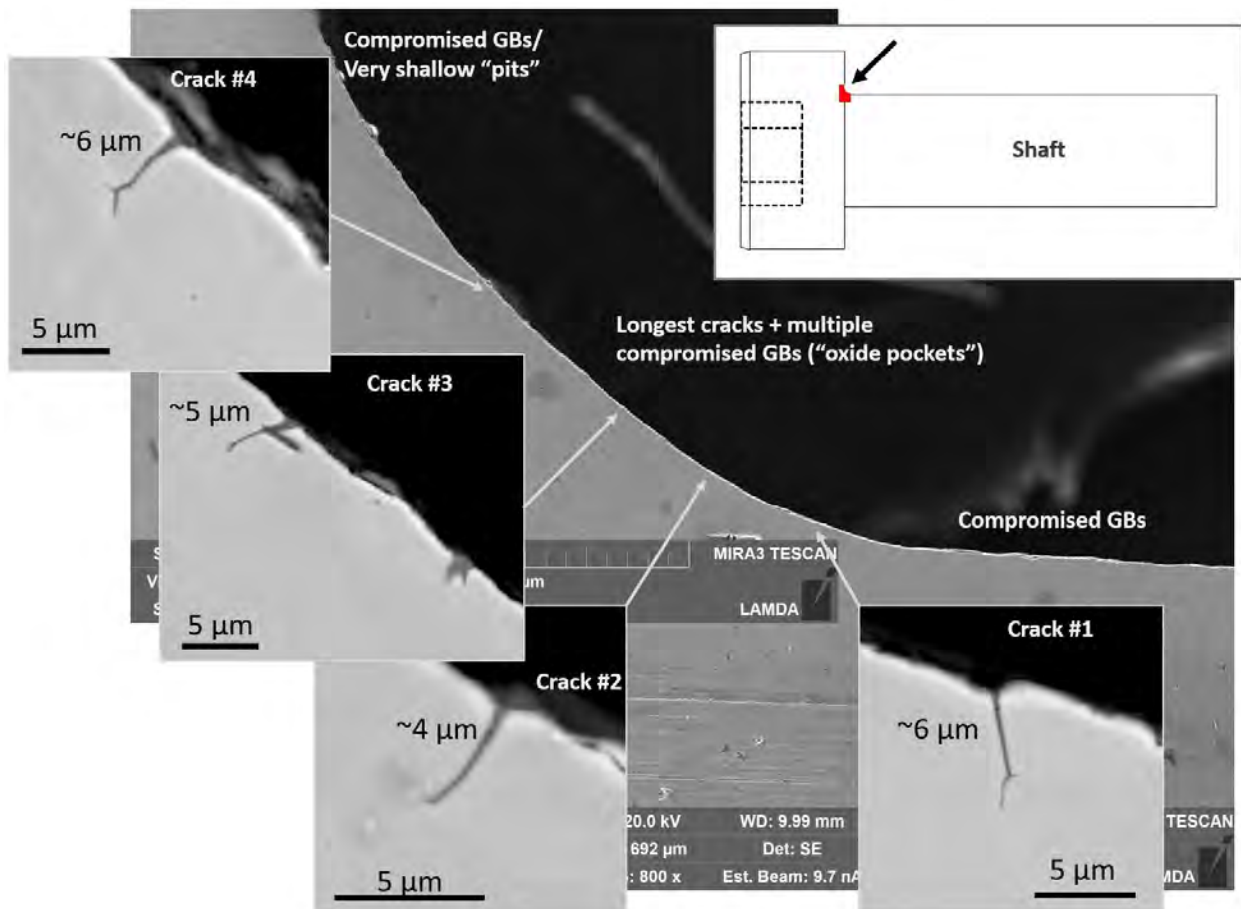 Compromised GBs/
Very shallow “pits”
Crack #4
~6 µm
5 µm
Shaft
Longest cracks + multiple
compromised GBs (“oxide pockets”)
Crack #3
~5 µm
5 µm
Compromised GBs
MIRA3 TESCAN
LAMDA
Crack #2
~4 µm
5 µm
Crack #1
~6 µm
5 µm
20.0 kV WD: 9.99 mm
692 µm Det: SE
800 x Est. Beam: 9.7 nA
TESCAN